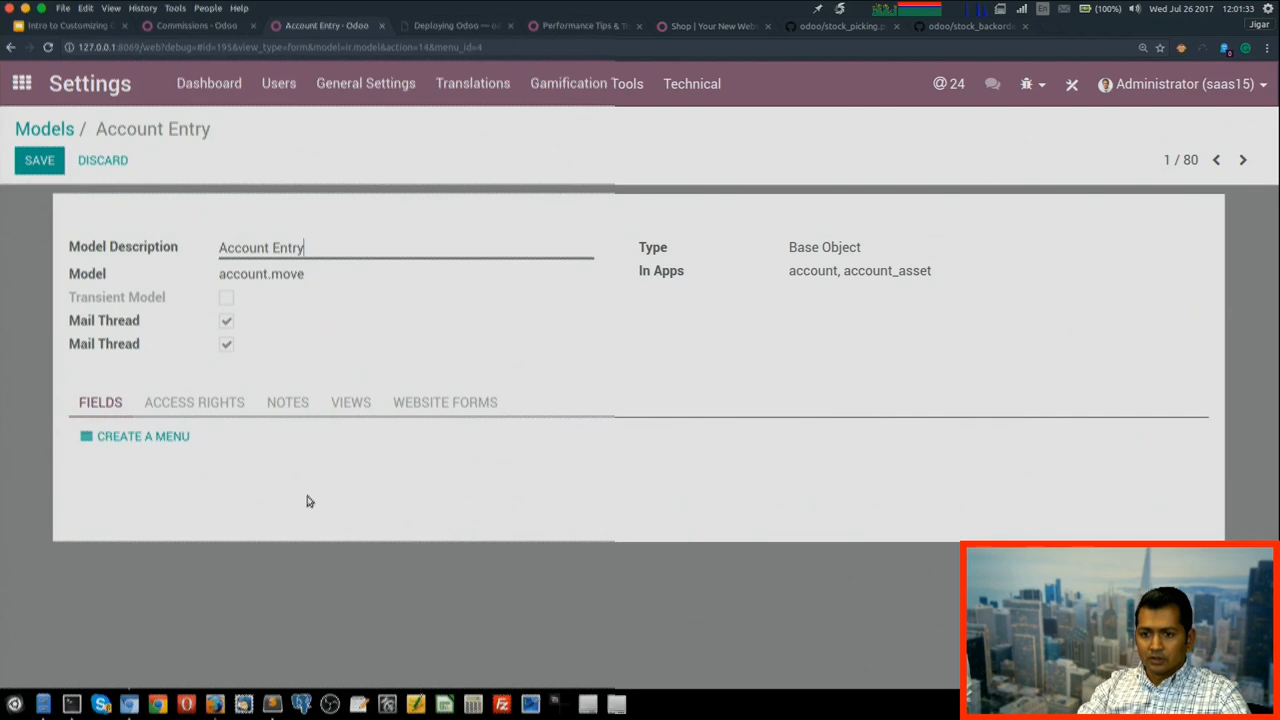 File Edit View History Tools People Help
(100%) Wed Jul 26 2017 12:01:33
Intro to Customizing
Commissions - Odoo
Account Entry - Odoo
Deploying Odoo
Performance Tips & T
Shop | Your New Web
odoo/stock_picking.p
odoo/stock_backord
Jigar
127.0.0.1:8069/web?debug=#id=195&view_type=form&model=ir.model&action=14&menu_id=4
Settings
Dashboard
Users
General Settings
Translations
Gamification Tools
Technical
@ 24
Administrator (saas15)
Models / Account Entry
SAVE
DISCARD
1 / 80
Model Description
Account Entry
Type
Base Object
Model
account.move
In Apps
account, account_asset
Transient Model
Mail Thread
Mail Thread
FIELDS
ACCESS RIGHTS
NOTES
VIEWS
WEBSITE FORMS
CREATE A MENU